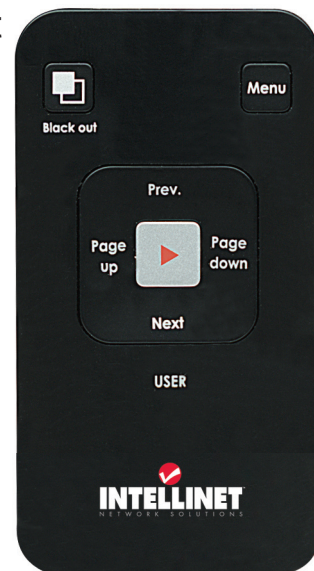 Menu
Black out
Prev.
Page up
Page down
Next
USER
INTELLINET
NETWORK SOLUTIONS